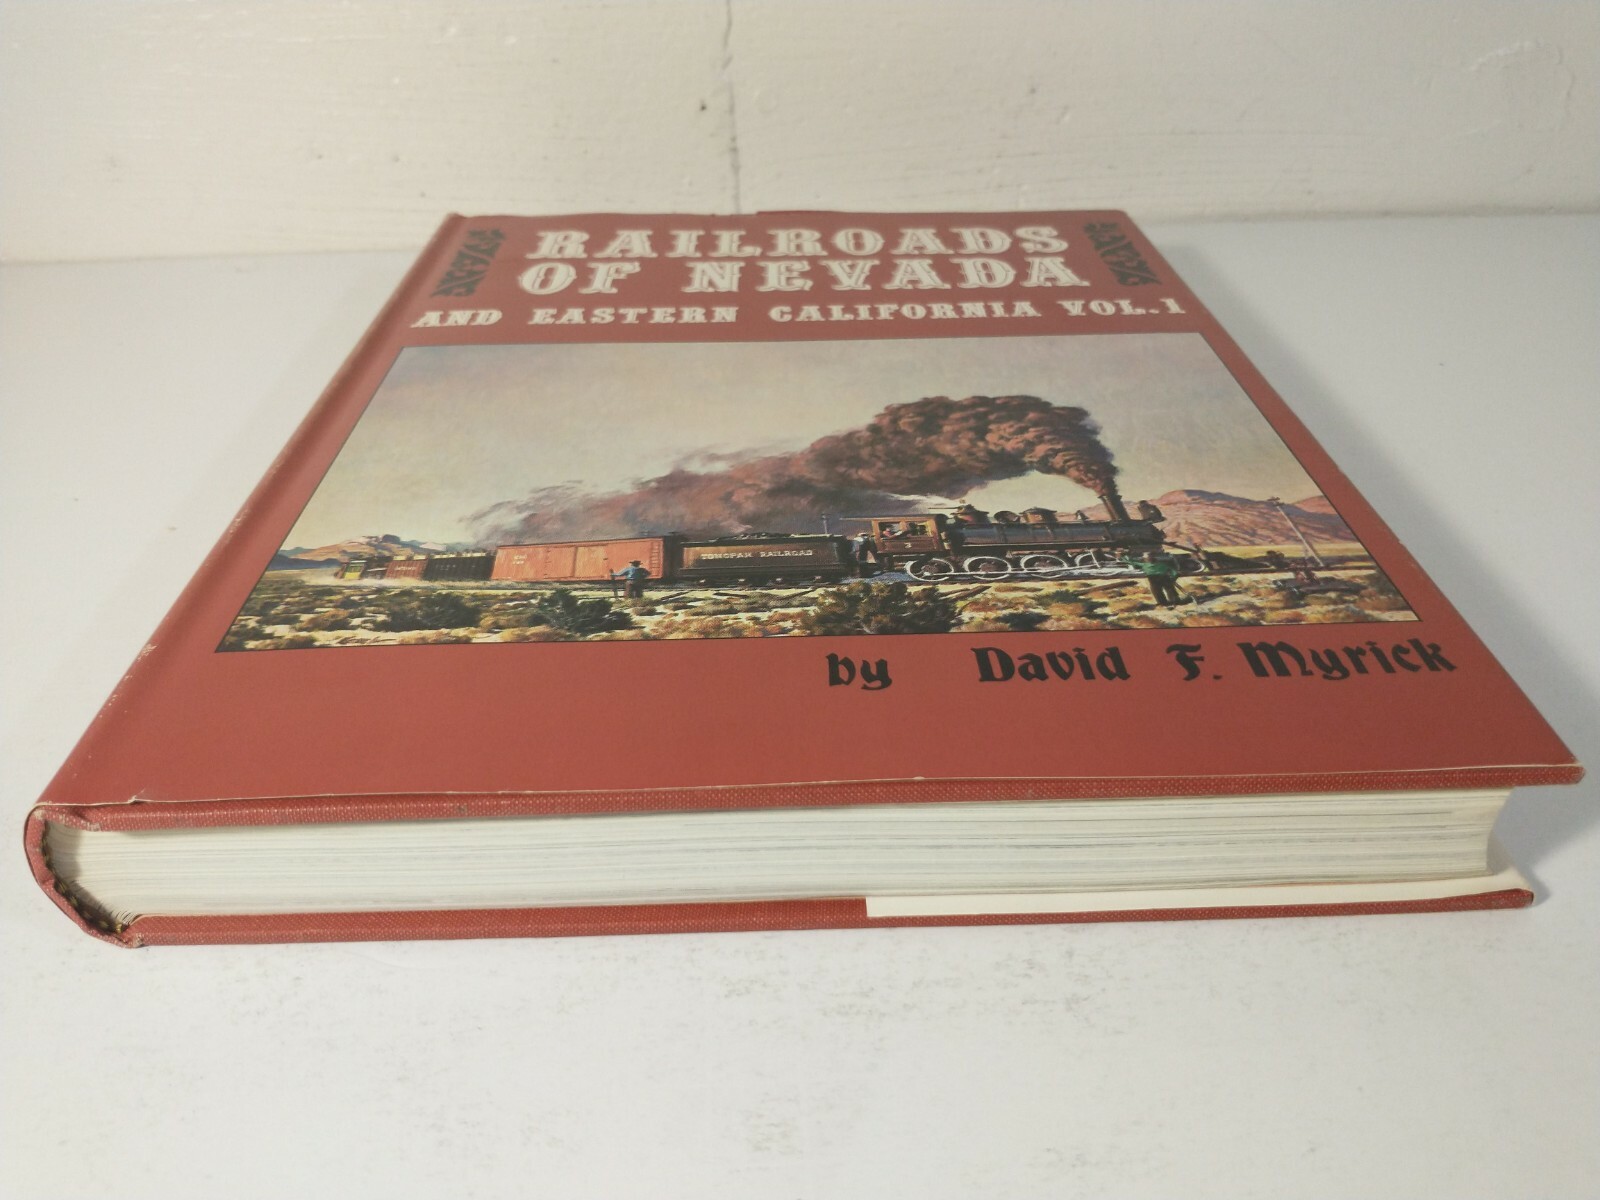 RAILROADS
OF NEVADA
AND EASTERN CALIFORNIA VOL.1
TONOPAH RAILROAD
by David F. Myrick